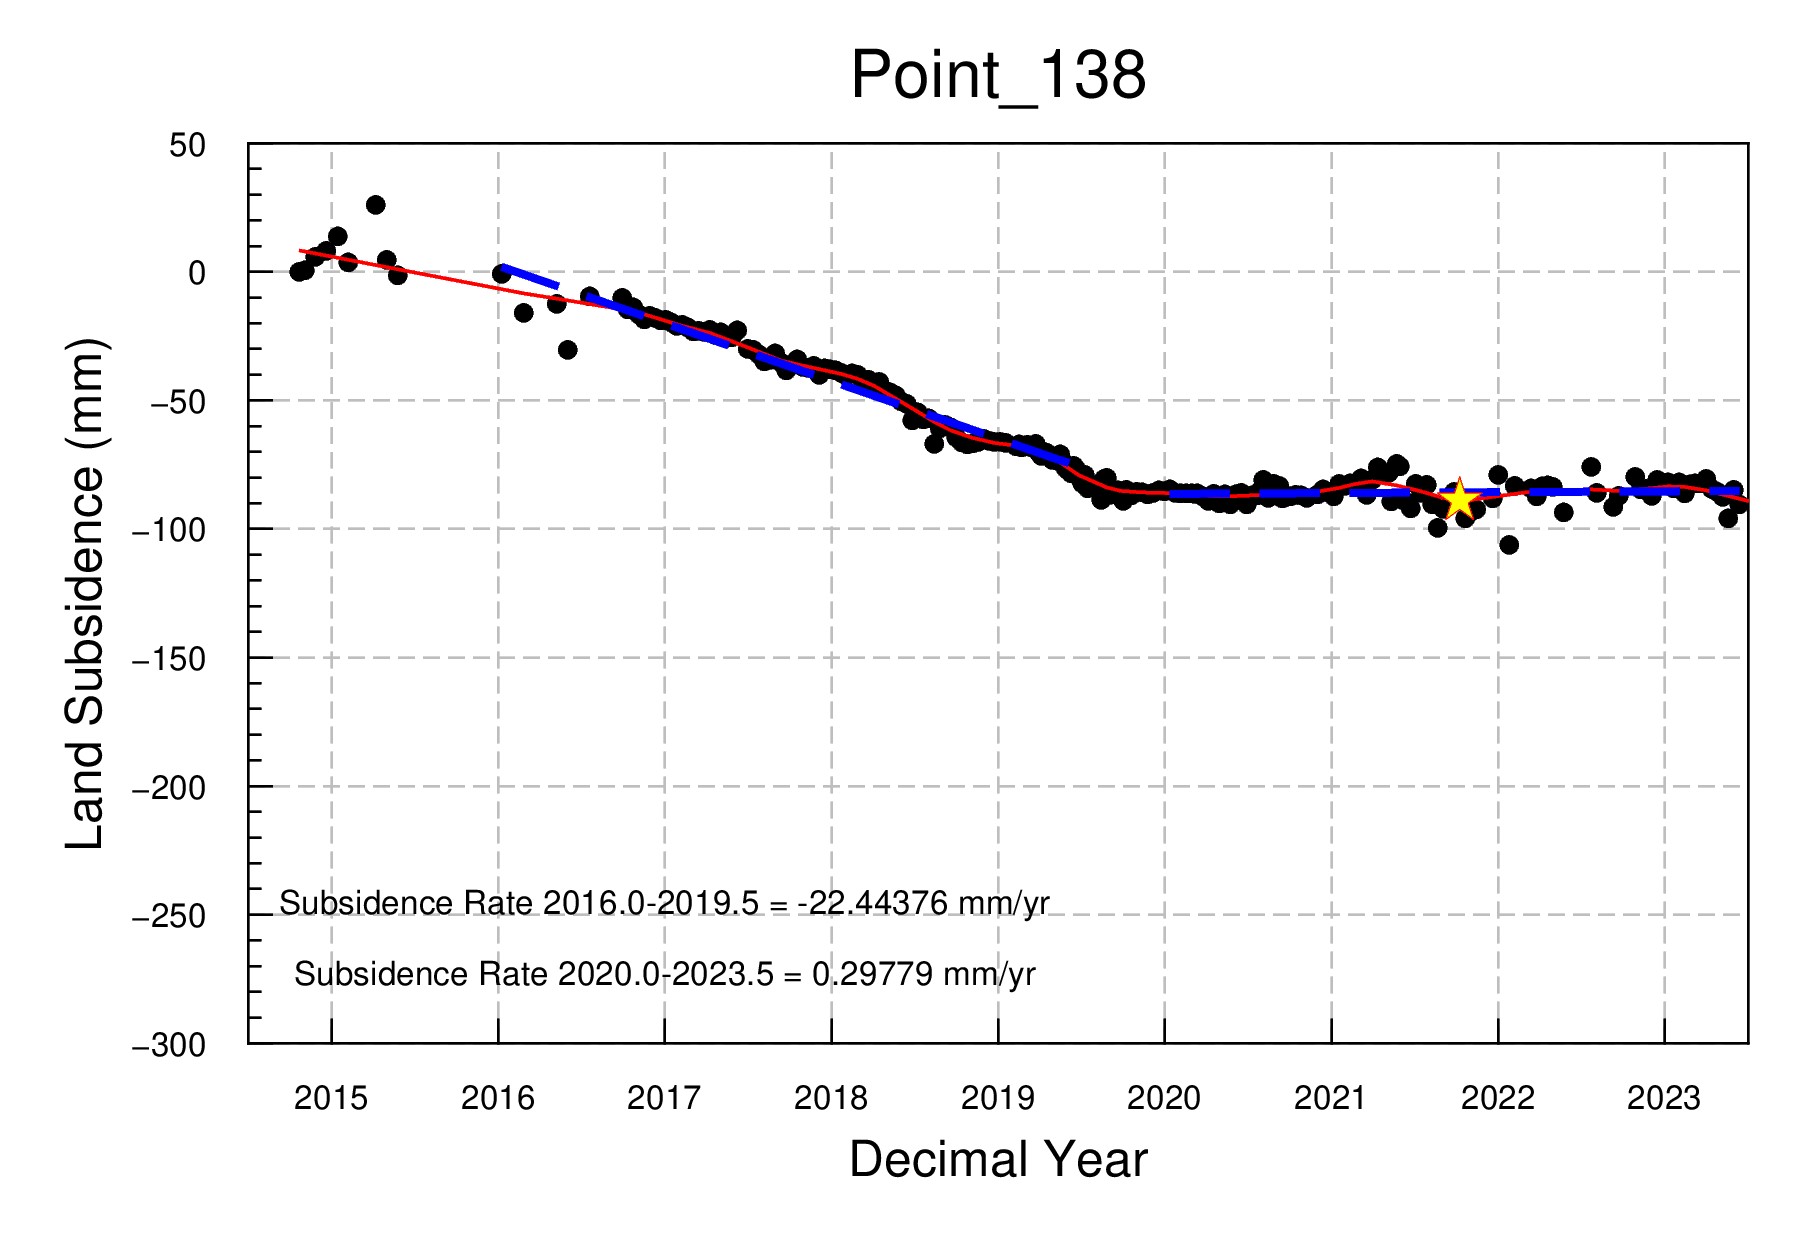 Point_138
50
0
−50
−100
−150
−200
−250
−300
Land Subsidence (mm)
Subsidence Rate 2016.0-2019.5 = -22.44376 mm/yr
Subsidence Rate 2020.0-2023.5 = 0.29779 mm/yr
2015 2016 2017 2018 2019 2020 2021 2022 2023
Decimal Year